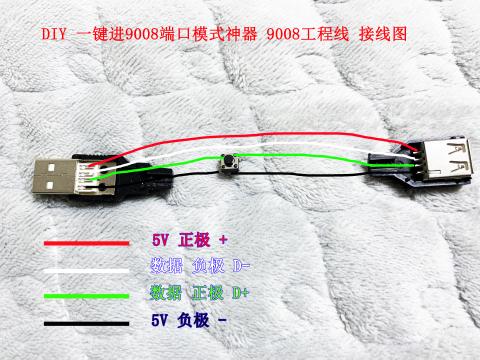 DIY 一键进9008端口模式神器 9008工程线 接线图
5V 正极 +
数据 负极 D-
数据 正极 D+
5V 负极 -